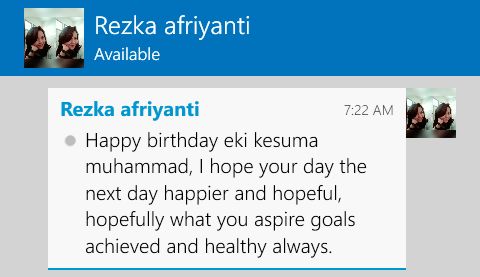 Rezka afriyanti
Available
Rezka afriyanti 7:22 AM
Happy birthday eki kesuma
muhammad, I hope your day the
next day happier and hopeful,
hopefully what you aspire goals
achieved and healthy always.